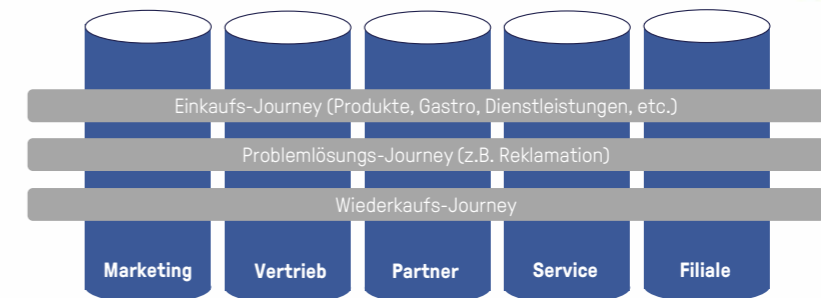 Einkaufs-Journey (Produkte, Gastro, Dienstleistungen, etc.)
Problemlösungs-Journey (z.B. Reklamation)
Wiederkaufs-Journey
Marketing
Vertrieb
Partner
Service
Filiale